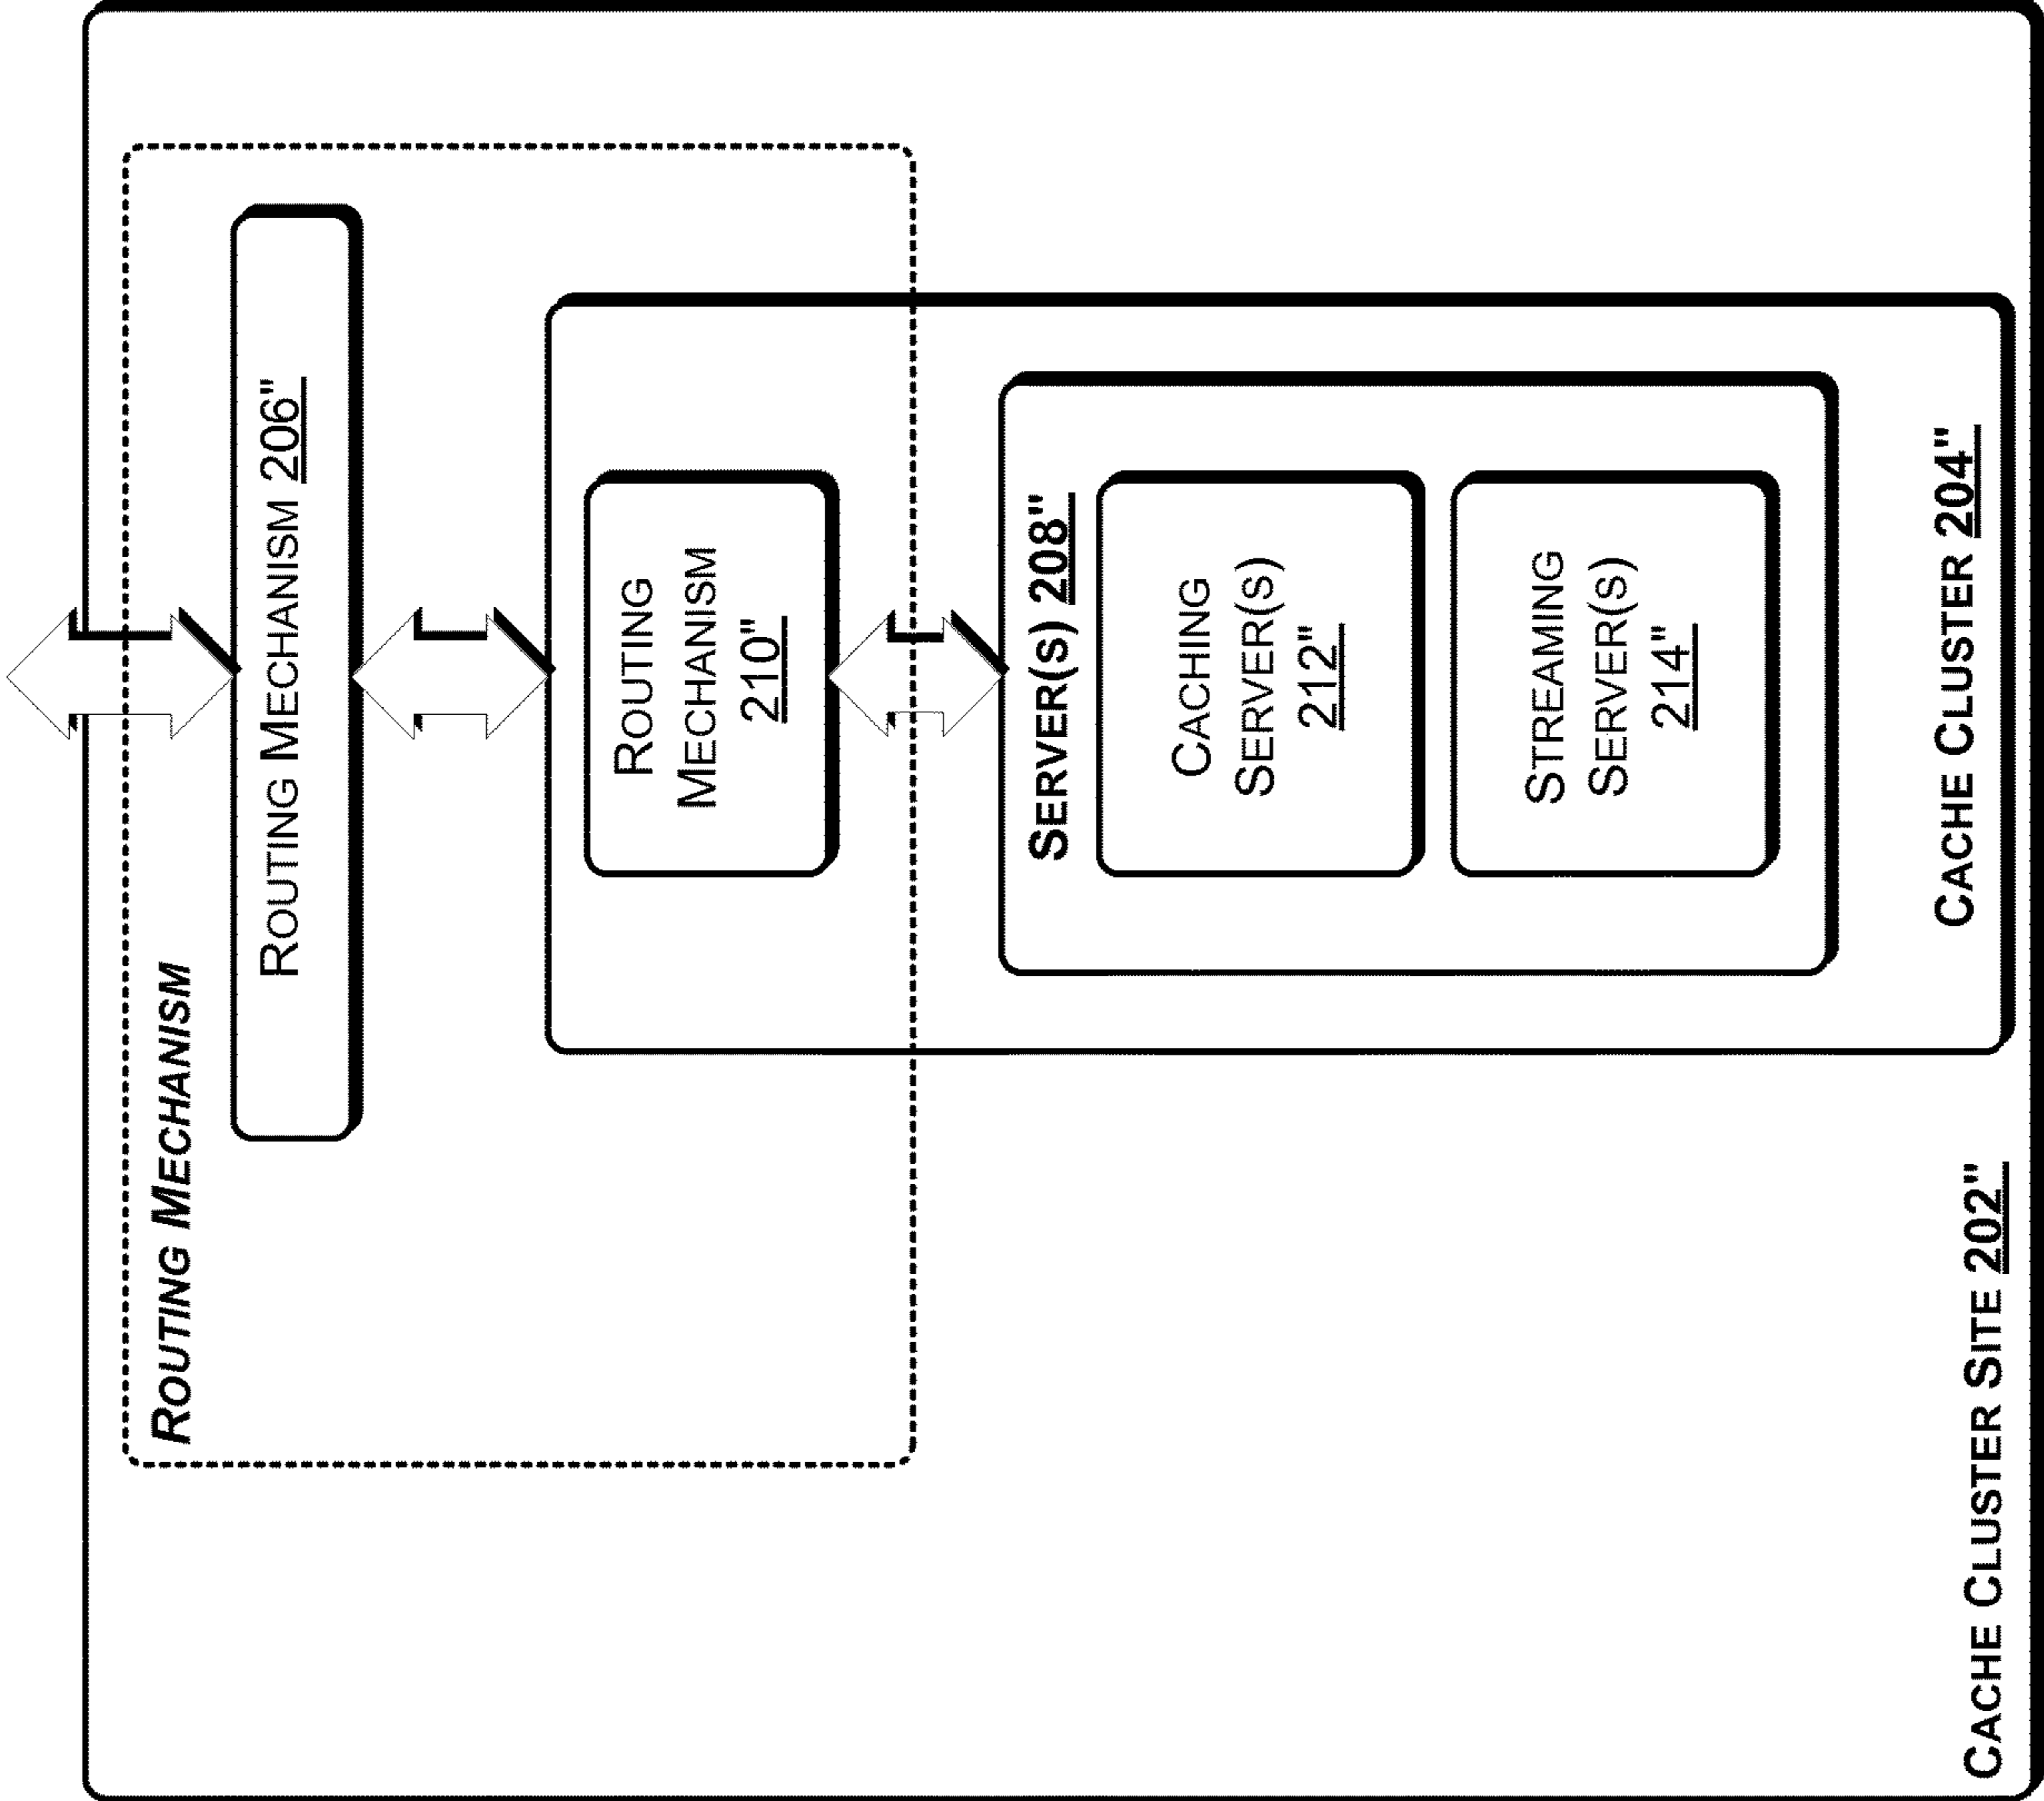 ROUTING MECHANISM
ROUTING MECHANISM 206"
ROUTING
MECHANISM
210"
SERVER(S) 208"
CACHING
SERVER(S)
212"
STREAMING
SERVER(S)
214"
CACHE CLUSTER 204"
CACHE CLUSTER SITE 202"